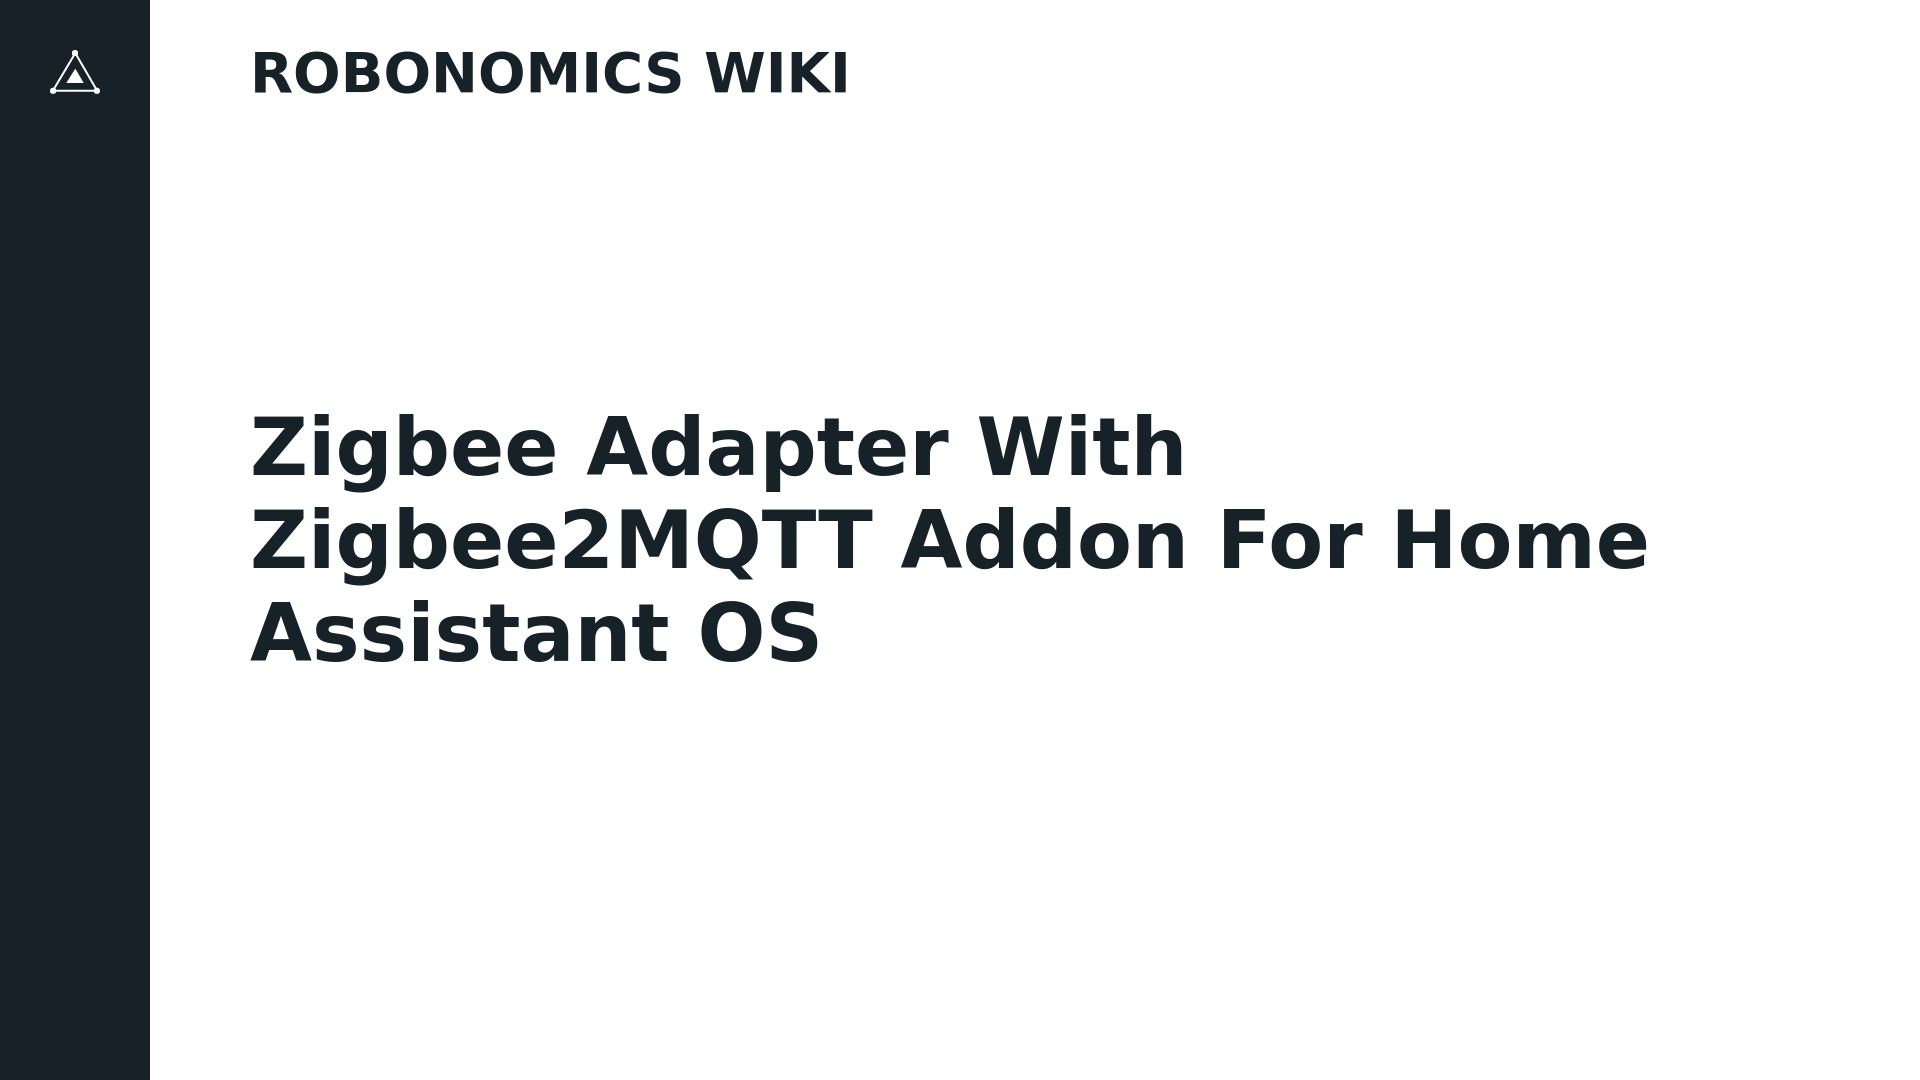 ROBONOMICS WIKI
Zigbee Adapter With
Zigbee2MQTT Addon For Home
Assistant OS